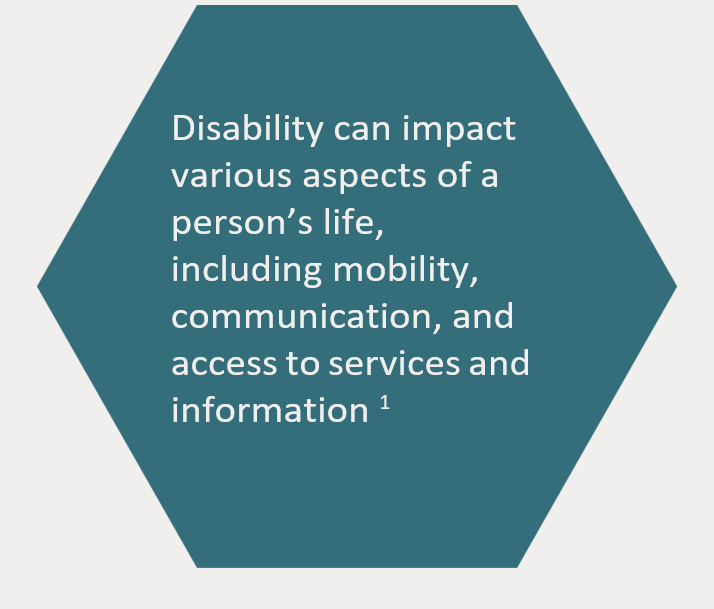 Disability can impact
various aspects of a
person’s life,
including mobility,
communication, and
access to services and
information ¹